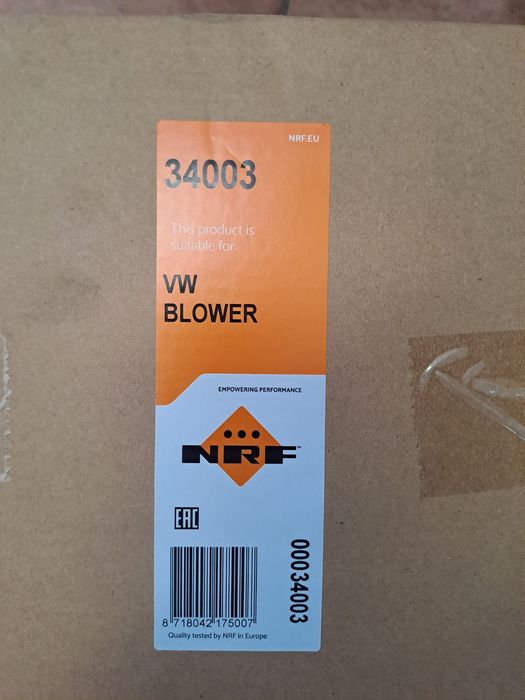 NRF.EU
34003
This product is
suitable for:
VW
BLOWER
EMPOWERING PERFORMANCE
NRF™
EAC
00034003
8 718042 175007
Quality tested by NRF in Europe